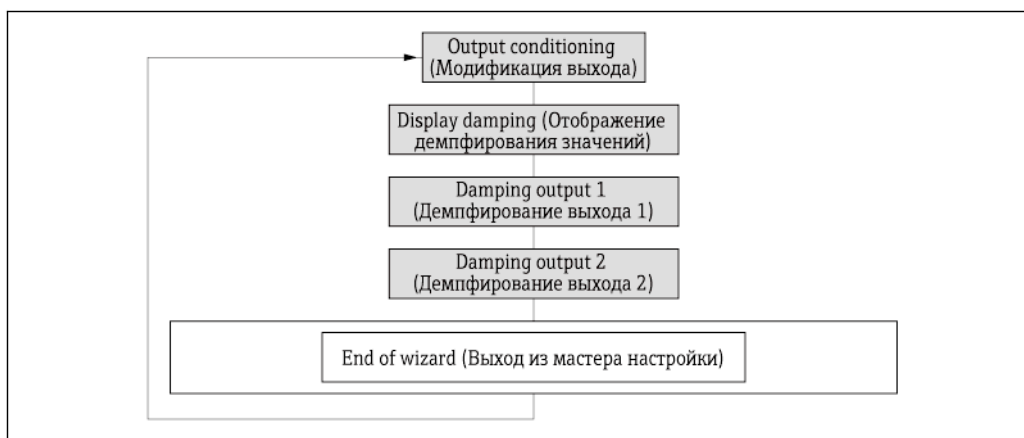 Output conditioning
(Модификация выхода)
Display damping (Отображение
демпфирования значений)
Damping output 1
(Демпфирование выхода 1)
Damping output 2
(Демпфирование выхода 2)
End of wizard (Выход из мастера настройки)